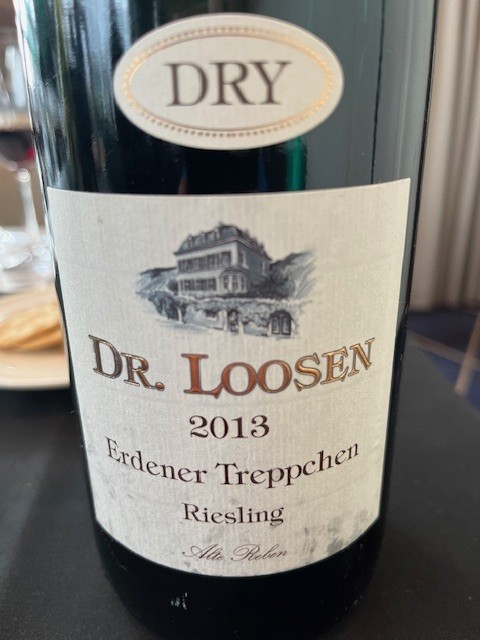 DRY
DR. LOOSEN
2013
Erdener Treppchen
Riesling
Alte Reben